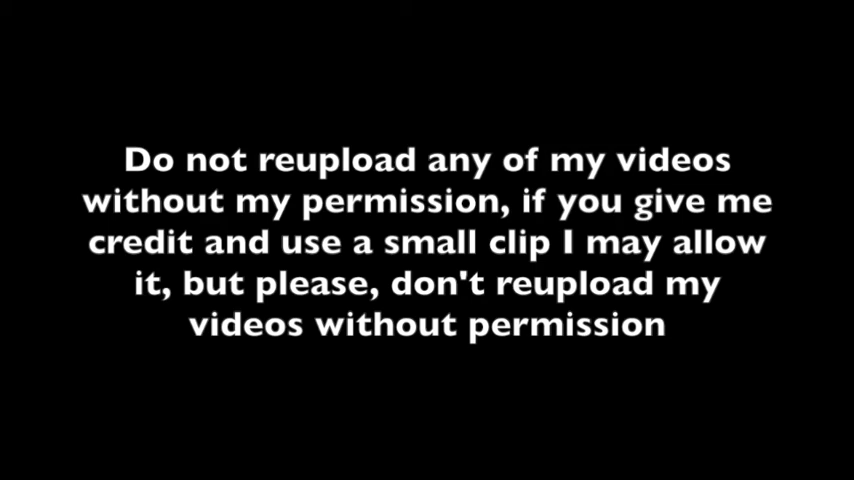 Do not reupload any of my videos
without my permission, if you give me
credit and use a small clip I may allow
it, but please, don't reupload my
videos without permission